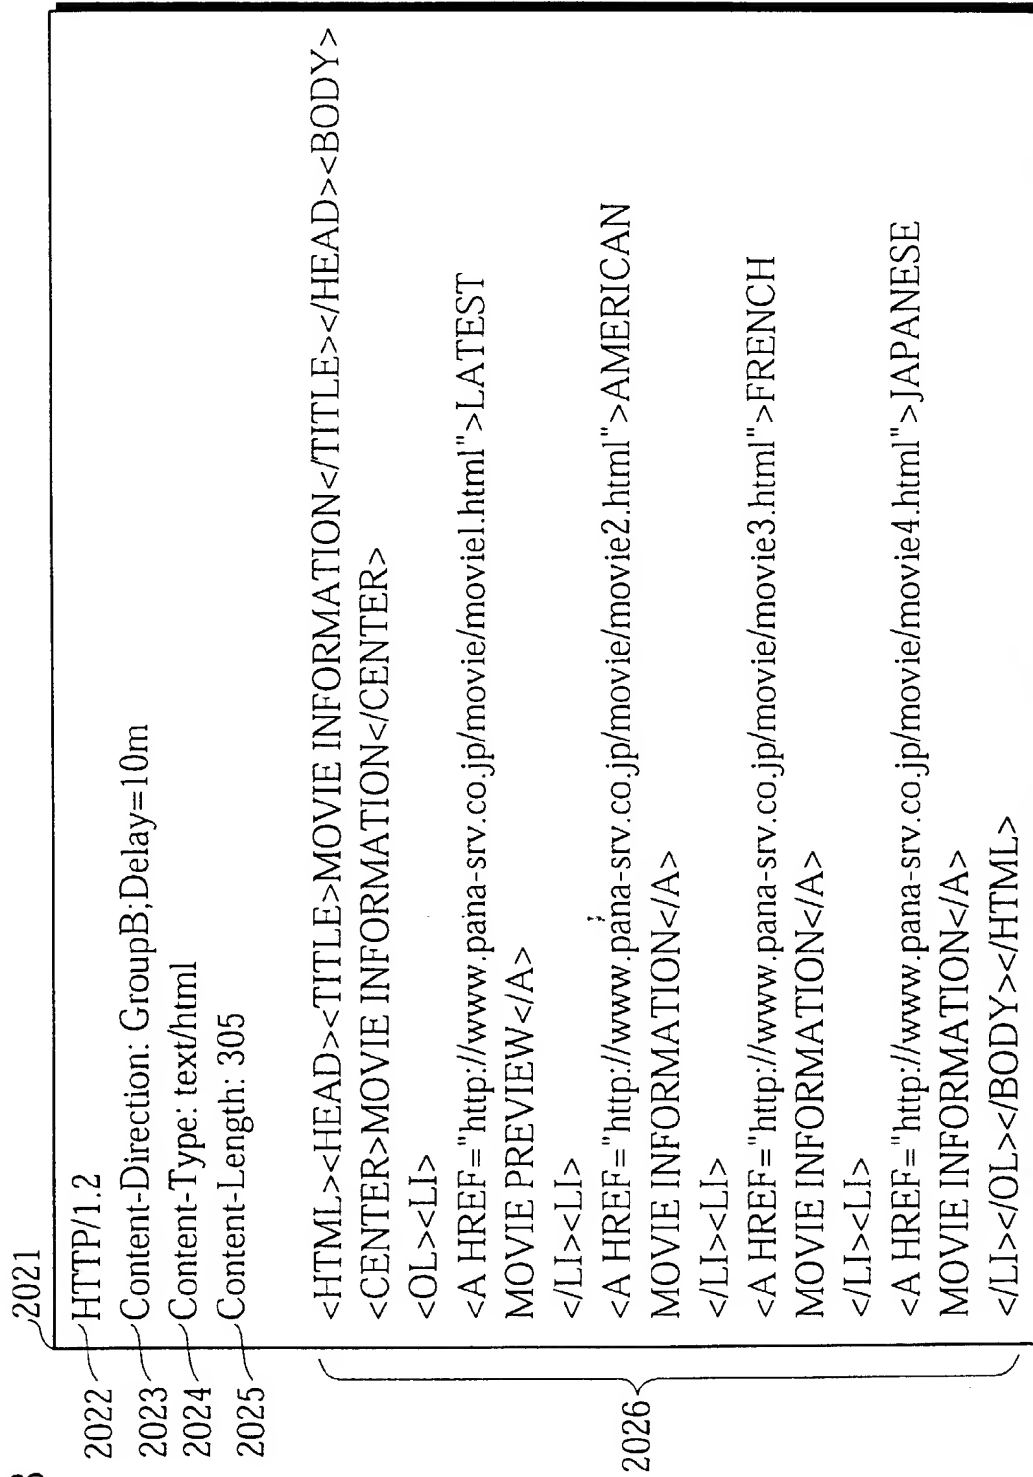 2021
2022 HTTP/1.2
2023 Content-Direction: GroupB;Delay=10m
2024 Content-Type: text/html
2025 Content-Length: 305
2026
<HTML><HEAD><TITLE>MOVIE INFORMATION</TITLE></HEAD><BODY>
<CENTER>MOVIE INFORMATION</CENTER>
<OL><LI>
<A HREF="http://www.pana-srv.co.jp/movie/movie1.html">LATEST
MOVIE PREVIEW</A>
</LI><LI>
<A HREF="http://www.pana-srv.co.jp/movie/movie2.html">AMERICAN
MOVIE INFORMATION</A>
</LI><LI>
<A HREF="http://www.pana-srv.co.jp/movie/movie3.html">FRENCH
MOVIE INFORMATION</A>
</LI><LI>
<A HREF="http://www.pana-srv.co.jp/movie/movie4.html">JAPANESE
MOVIE INFORMATION</A>
</LI></OL></BODY></HTML>